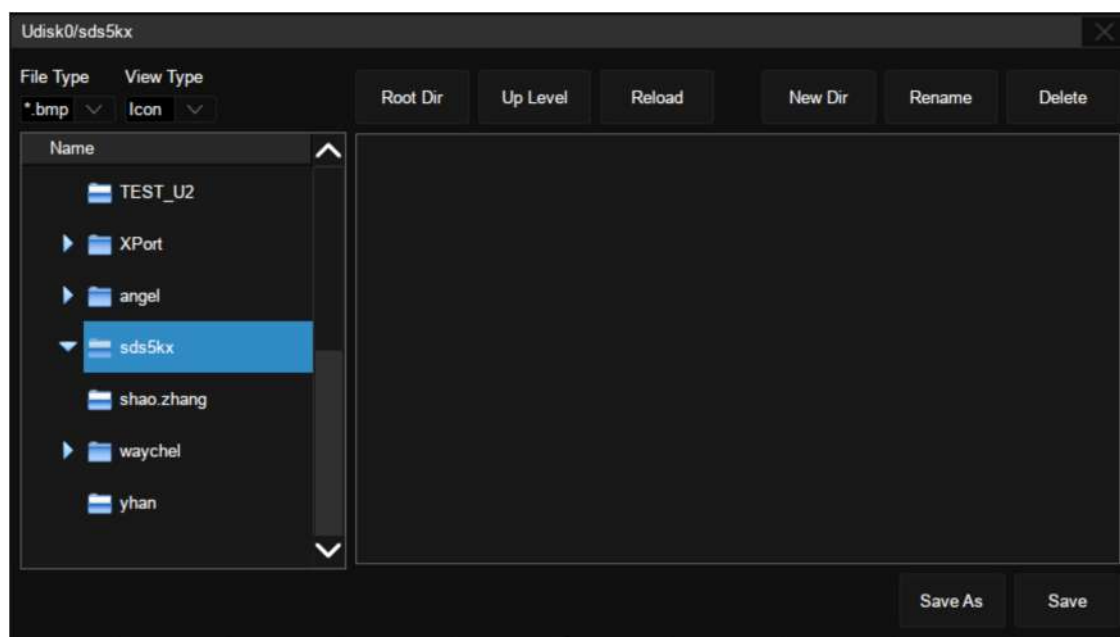 Udisk0/sds5kx
File Type View Type
*.bmp Icon
Root Dir Up Level Reload New Dir Rename Delete
Name
TEST_U2
XPort
angel
sds5kx
shao.zhang
waychel
yhan
Save As Save